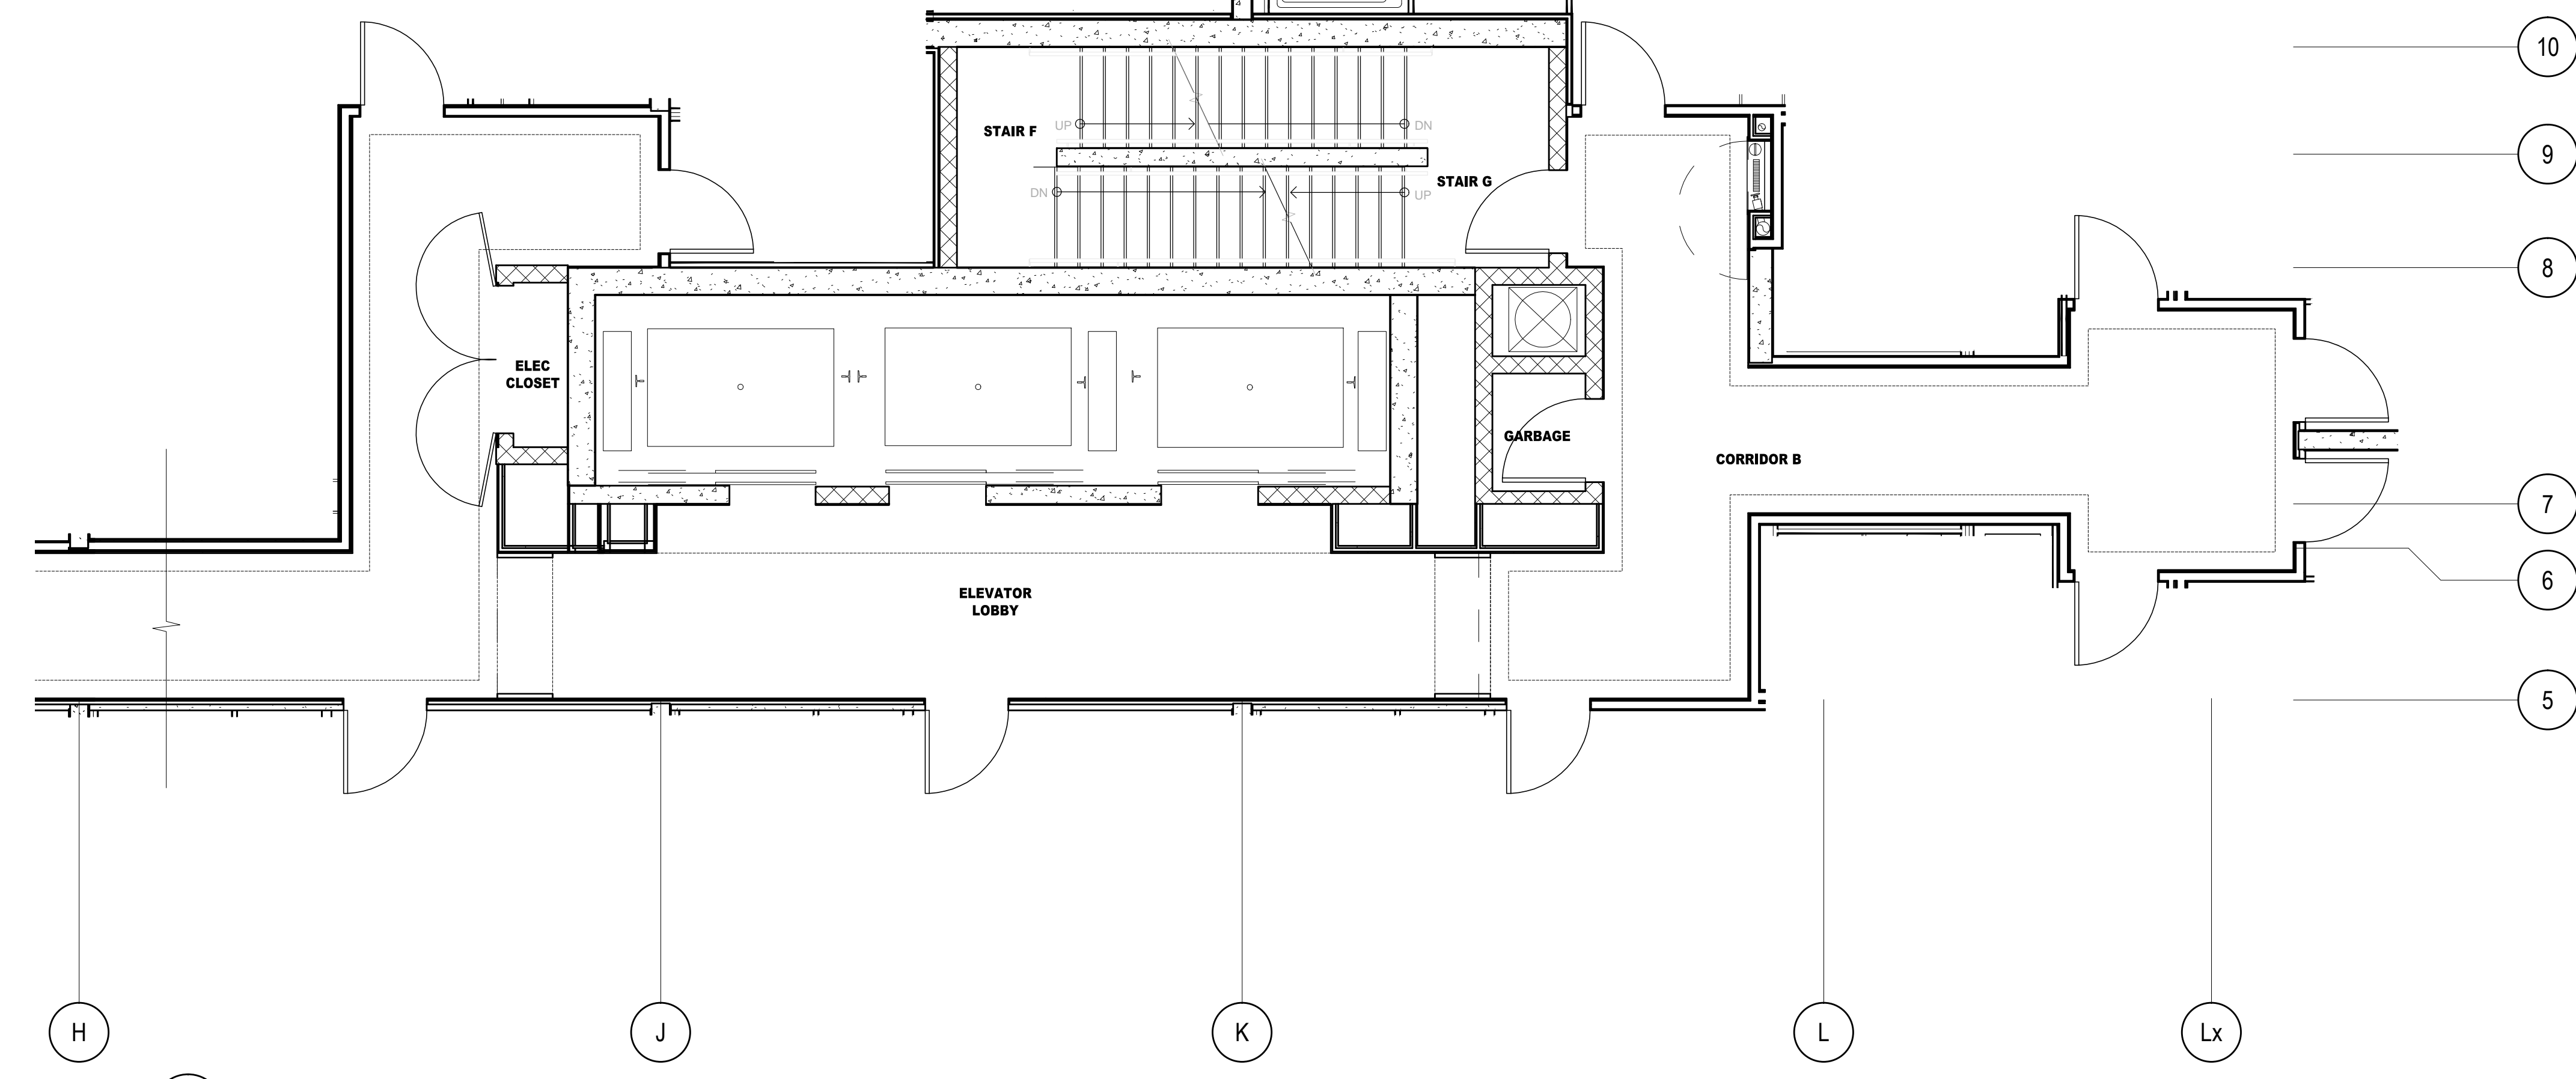 10
STAIR F
UP
DN
9
DN
STAIR G
UP
8
ELEC
CLOSET
GARBAGE
CORRIDOR B
7
ELEVATOR
LOBBY
6
5
H
J
K
L
Lx